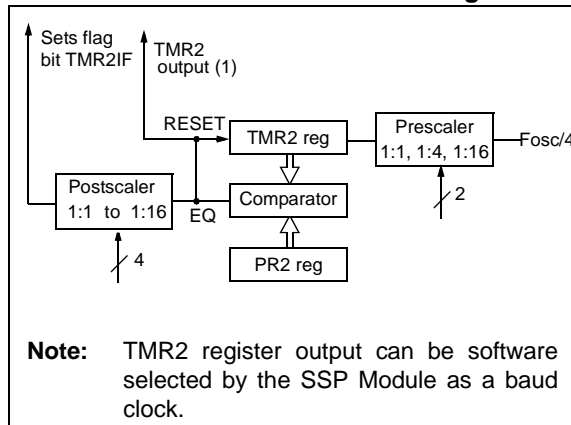 Sets flag
bit TMR2IF
TMR2
output (1)
RESET
TMR2 reg
Prescaler
1:1, 1:4, 1:16
Fosc/4
2
Postscaler
1:1 to 1:16
EQ
Comparator
4
PR2 reg
Note: TMR2 register output can be software
selected by the SSP Module as a baud
clock.